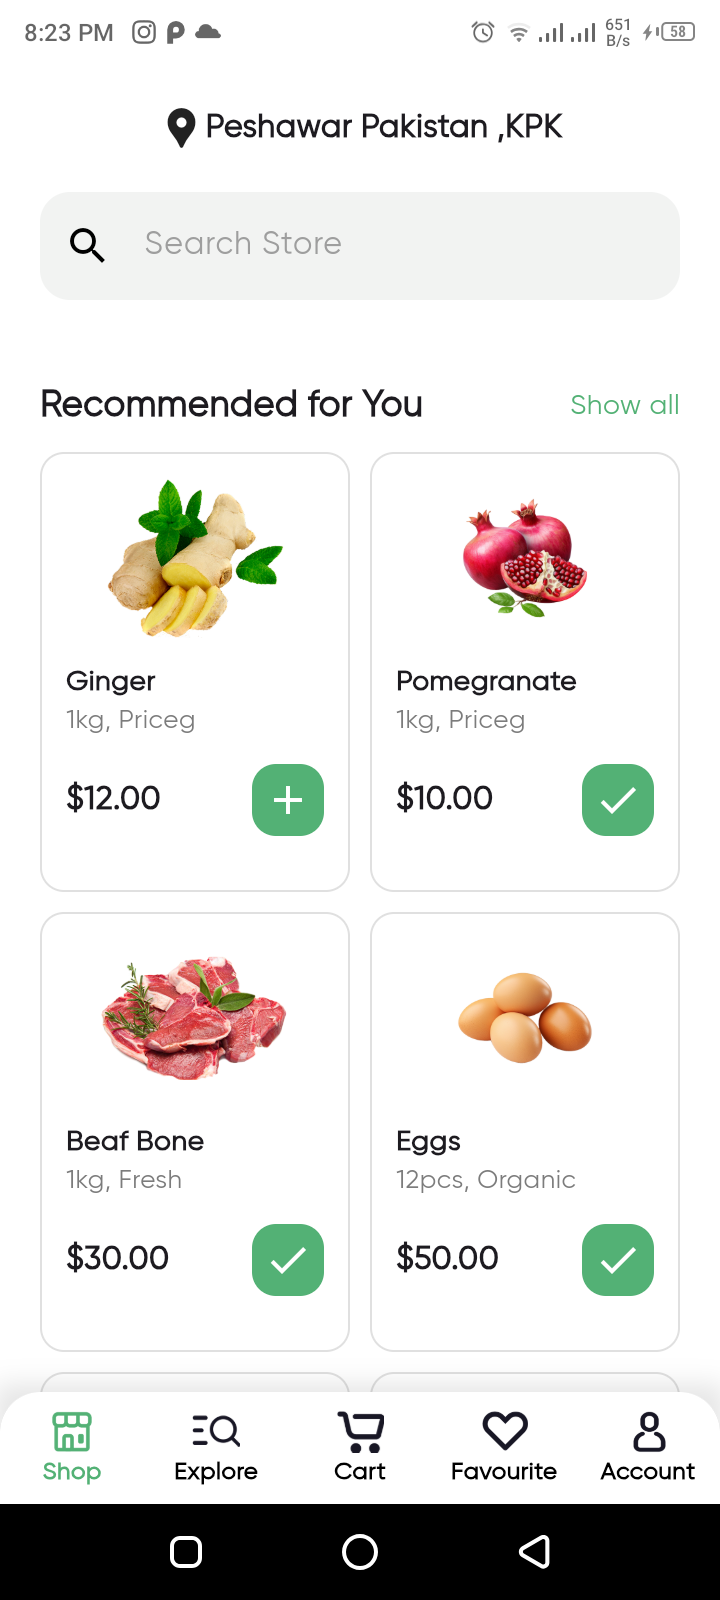 8:23 PM 651 B/s 58
Peshawar Pakistan ,KPK
Search Store
Recommended for You Show all
Ginger
1kg, Priceg
$12.00
Pomegranate
1kg, Priceg
$10.00
Beaf Bone
1kg, Fresh
$30.00
Eggs
12pcs, Organic
$50.00
Shop Explore Cart Favourite Account